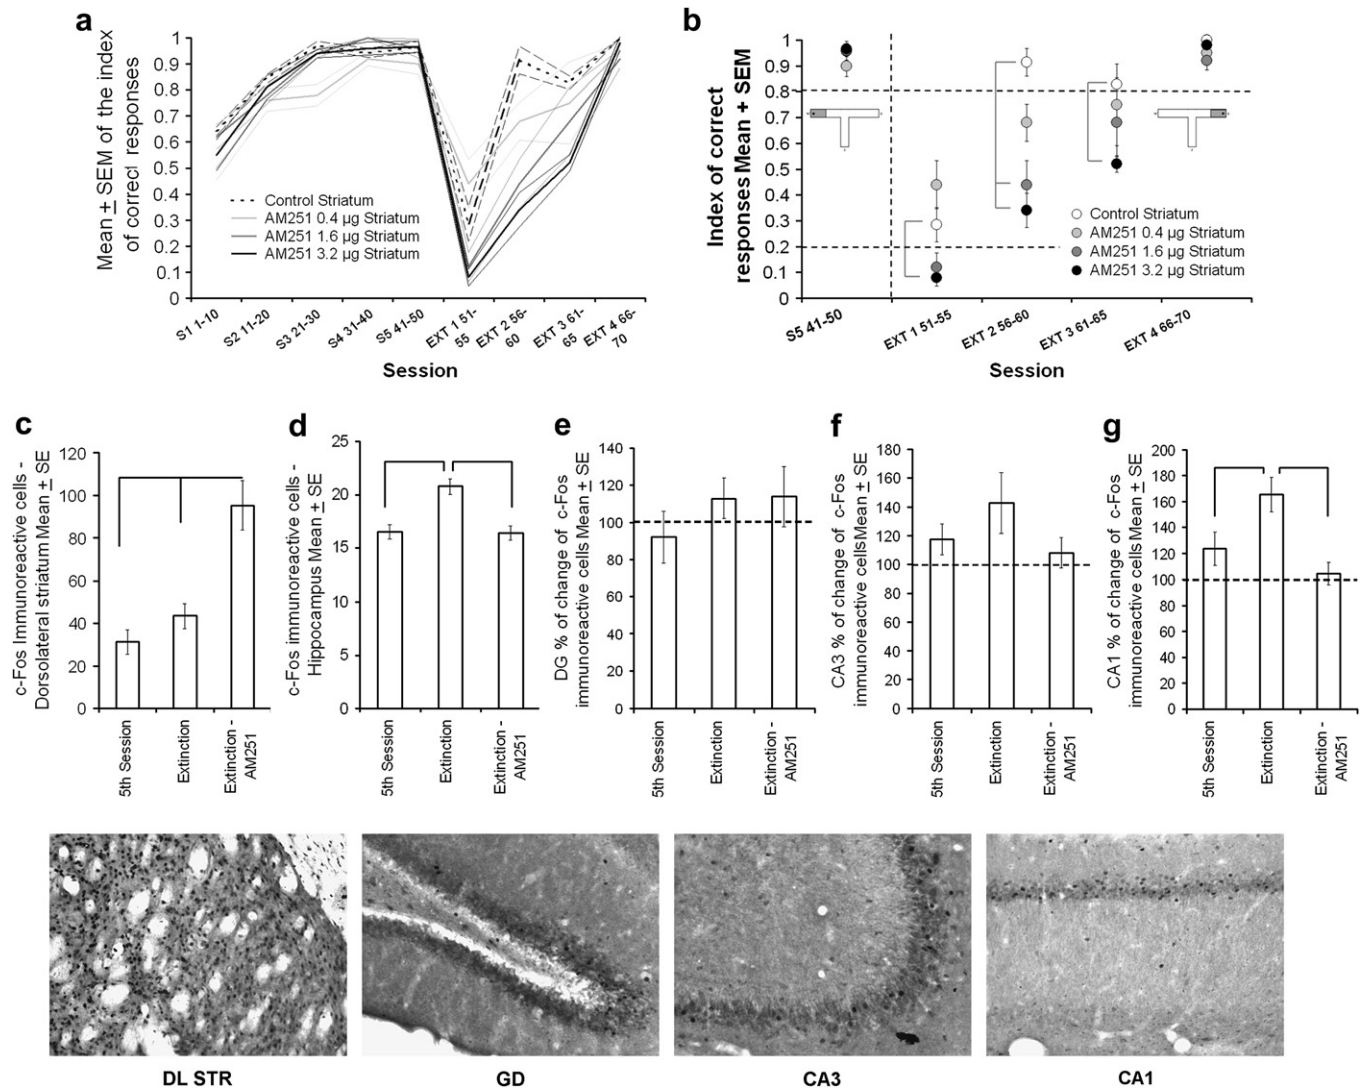 a
Mean ± SEM of the index
of correct responses
1
0.9
0.8
0.7
0.6
0.5
0.4
0.3
0.2
0.1
0
Control Striatum
AM251 0.4 µg Striatum
AM251 1.6 µg Striatum
AM251 3.2 µg Striatum
S1 1-10
S2 11-20
S3 21-30
S4 31-40
S5 41-50
EXT 1 51-
55
EXT 2 56-
60
EXT 3 61-
65
EXT 4 66-
70
Session
b
Index of correct
responses Mean + SEM
1
0.9
0.8
0.7
0.6
0.5
0.4
0.3
0.2
0.1
0
Control Striatum
AM251 0.4 µg Striatum
AM251 1.6 µg Striatum
AM251 3.2 µg Striatum
S5 41-50
EXT 1 51-55
EXT 2 56-60
EXT 3 61-65
EXT 4 66-70
Session
c
c-Fos Immunoreactive cells -
Dorsolateral striatum Mean ± SE
120
100
80
60
40
20
0
5th Session
Extinction
Extinction -
AM251
d
c-Fos immunoreactive cells -
Hippocampus Mean ± SE
25
20
15
10
5
0
5th Session
Extinction
Extinction -
AM251
e
DG % of change of c-Fos
immunoreactive cells Mean ± SE
140
120
100
80
60
40
20
0
5th Session
Extinction
Extinction -
AM251
f
CA3 % of change of c-Fos
immunoreactive cellsMean ± SE
180
160
140
120
100
80
60
40
20
0
5th Session
Extinction
Extinction -
AM251
g
CA1 % of change of c-Fos
immunoreactive cells Mean ± SE
200
180
160
140
120
100
80
60
40
20
0
5th Session
Extinction
Extinction -
AM251
DL STR
GD
CA3
CA1